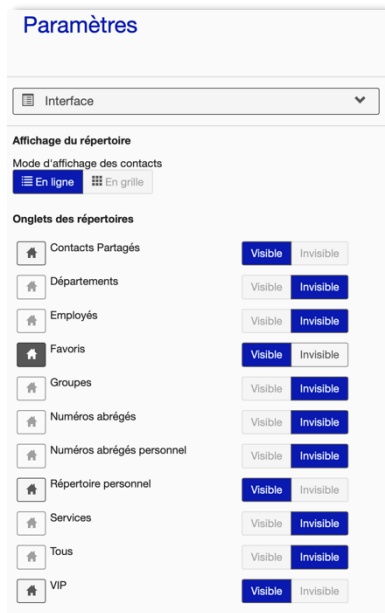 Paramètres
Interface
Affichage du répertoire
Mode d'affichage des contacts
En ligne En grille
Onglets des répertoires
Contacts Partagés Visible Invisible
Départements Visible Invisible
Employés Visible Invisible
Favoris Visible Invisible
Groupes Visible Invisible
Numéros abrégés Visible Invisible
Numéros abrégés personnel Visible Invisible
Répertoire personnel Visible Invisible
Services Visible Invisible
Tous Visible Invisible
VIP Visible Invisible